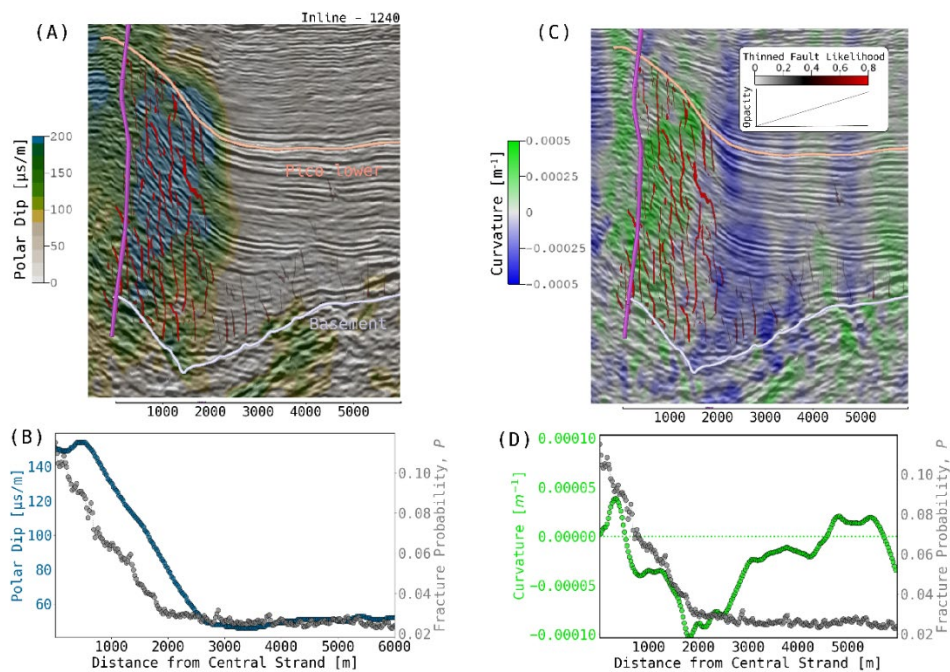 Inline - 1240
(A)
Polar Dip [μs/m]
200
150
100
50
0
Pico lower
Basement
1000 2000 3000 4000 5000
(C)
Thinned Fault Likelihood
0 0.2 0.4 0.6 0.8
Opacity
Curvature [m⁻¹]
0.0005
0.00025
0
-0.00025
-0.0005
1000 2000 3000 4000 5000
(B)
Polar Dip [μs/m]
140
120
100
80
60
0.10
0.08
0.06
0.04
0.02
Fracture Probability, P
1000 2000 3000 4000 5000 6000
Distance from Central Strand [m]
(D)
Curvature [m⁻¹]
0.00010
0.00005
0.00000
−0.00005
−0.00010
0.10
0.08
0.06
0.04
0.02
Fracture Probability, P
1000 2000 3000 4000 5000
Distance from Central Strand [m]